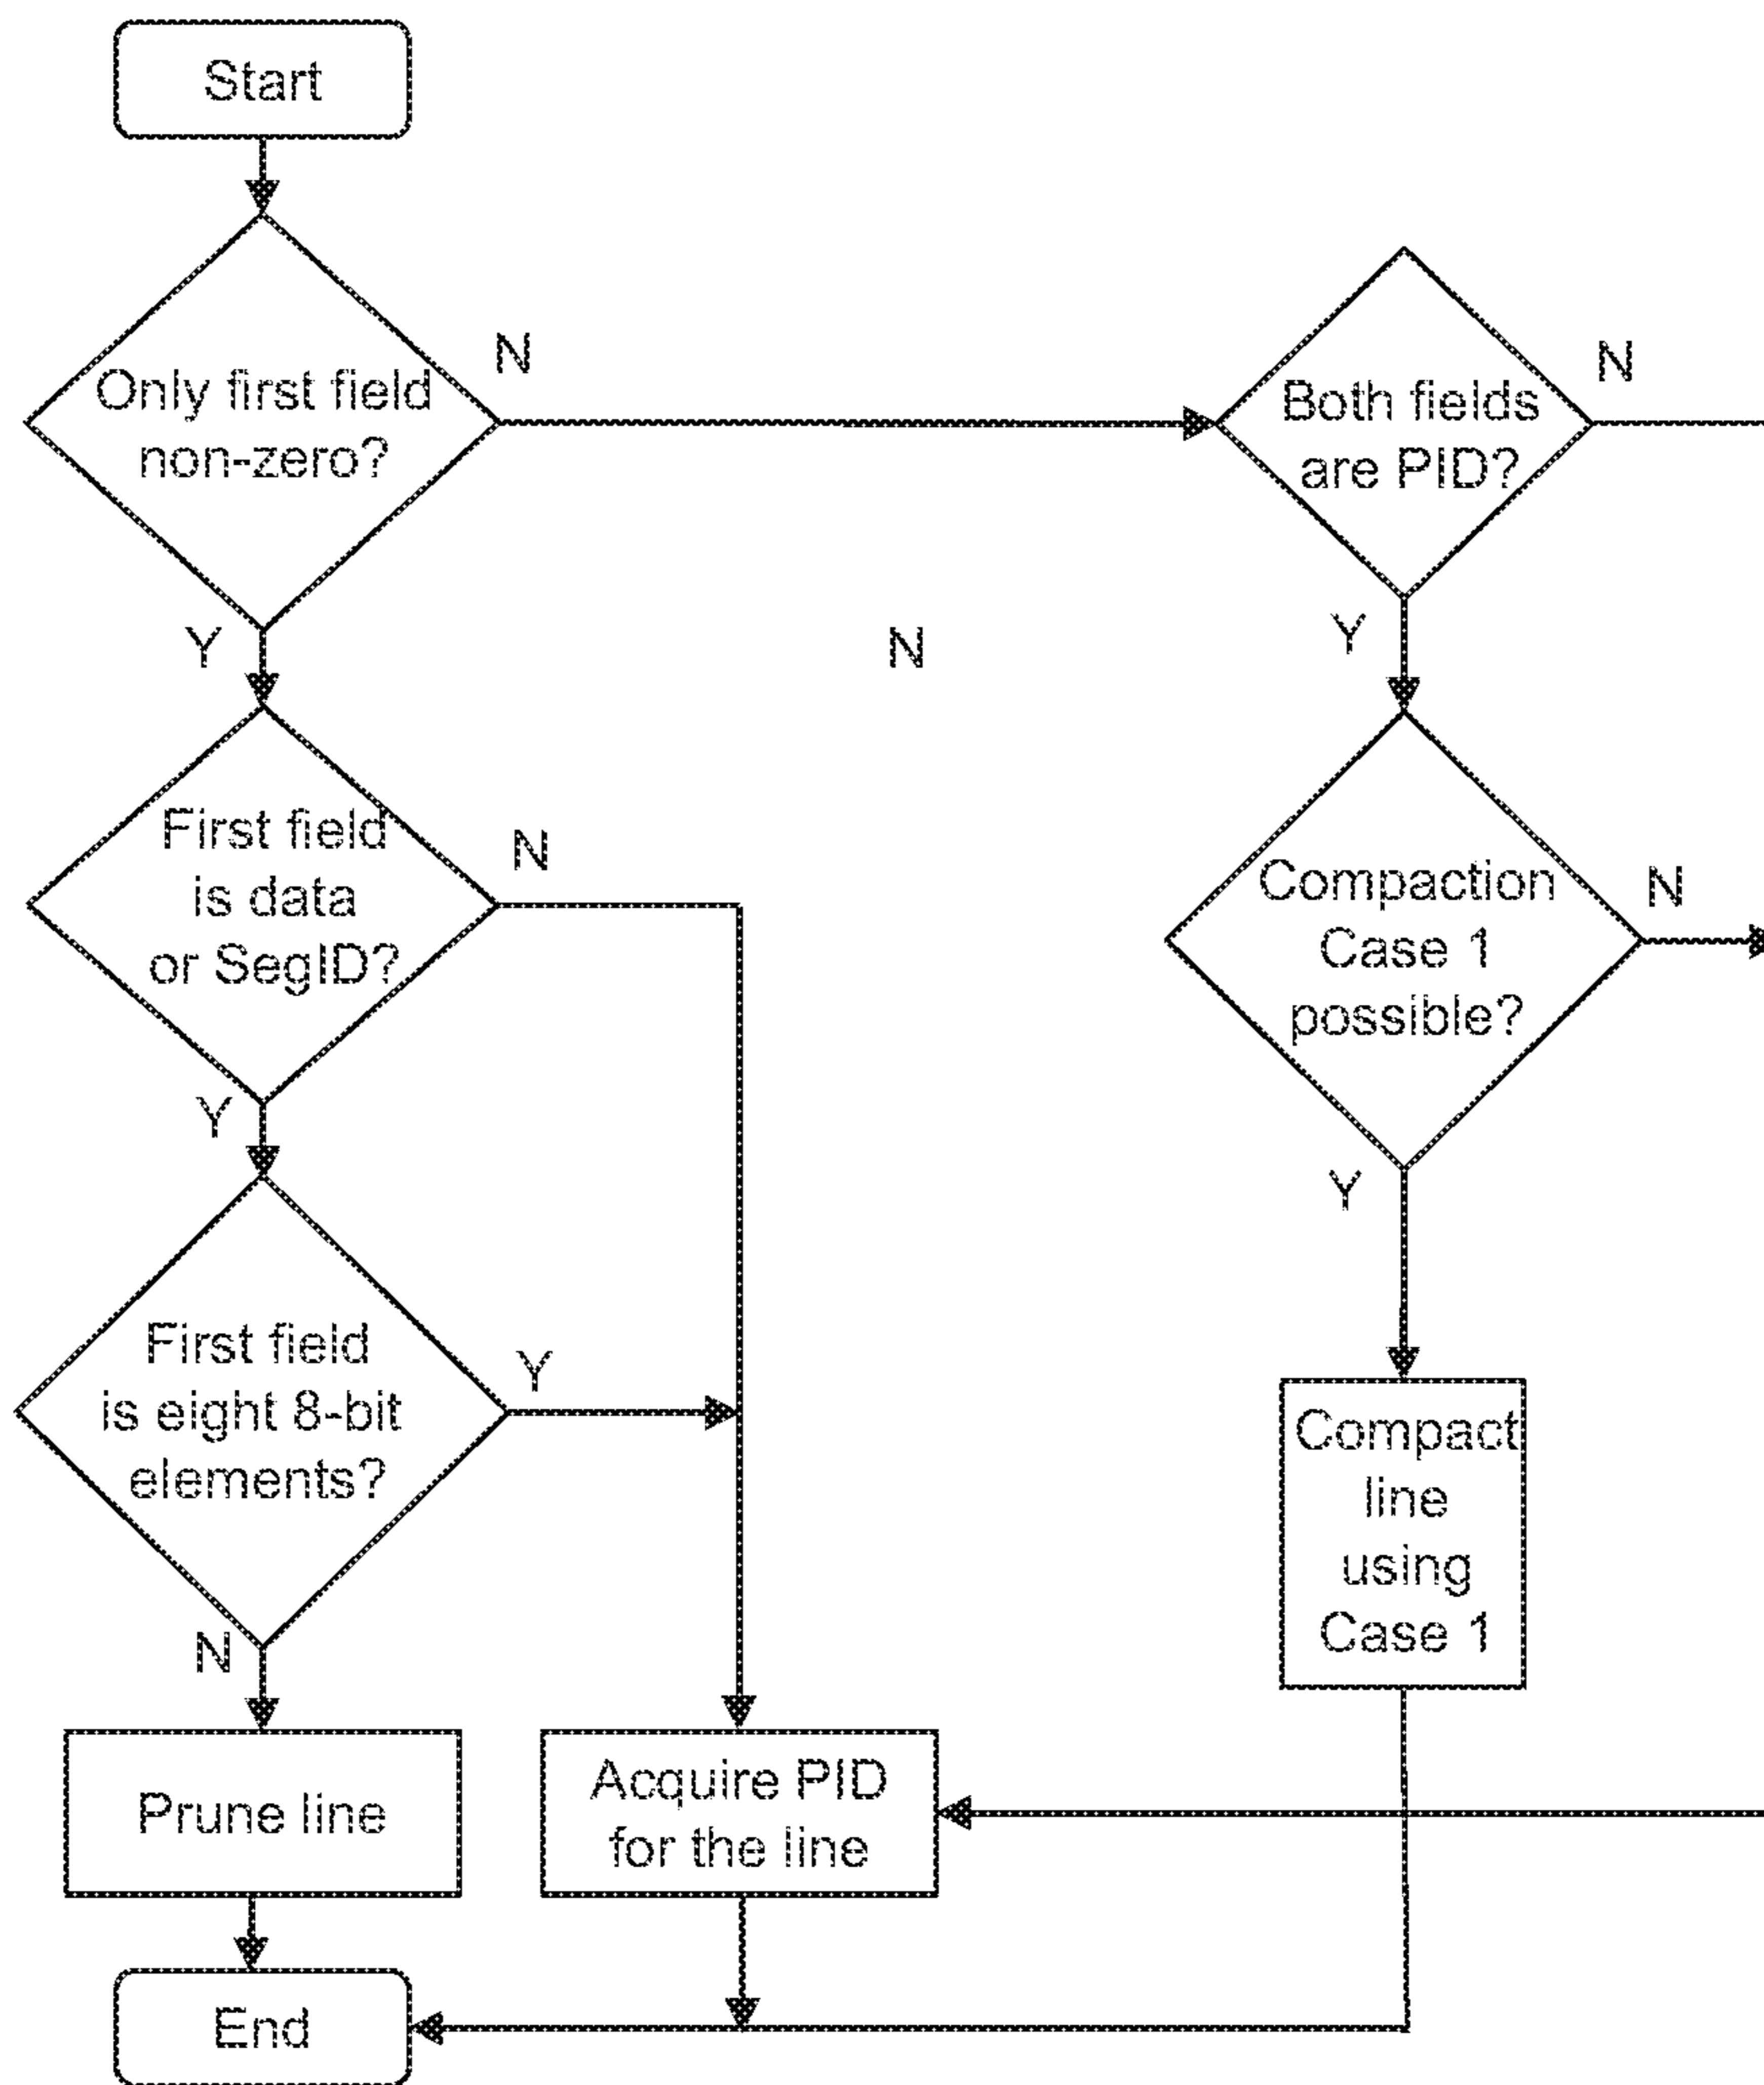 Start
Only first field
non-zero?
N
Both fields
are PID?
N
Y
N
Y
First field
is data
or SegID?
N
Compaction
Case 1
possible?
N
Y
Y
First field
is eight 8-bit
elements?
Y
Compact
line
using
Case 1
N
Prune line
Acquire PID
for the line
End